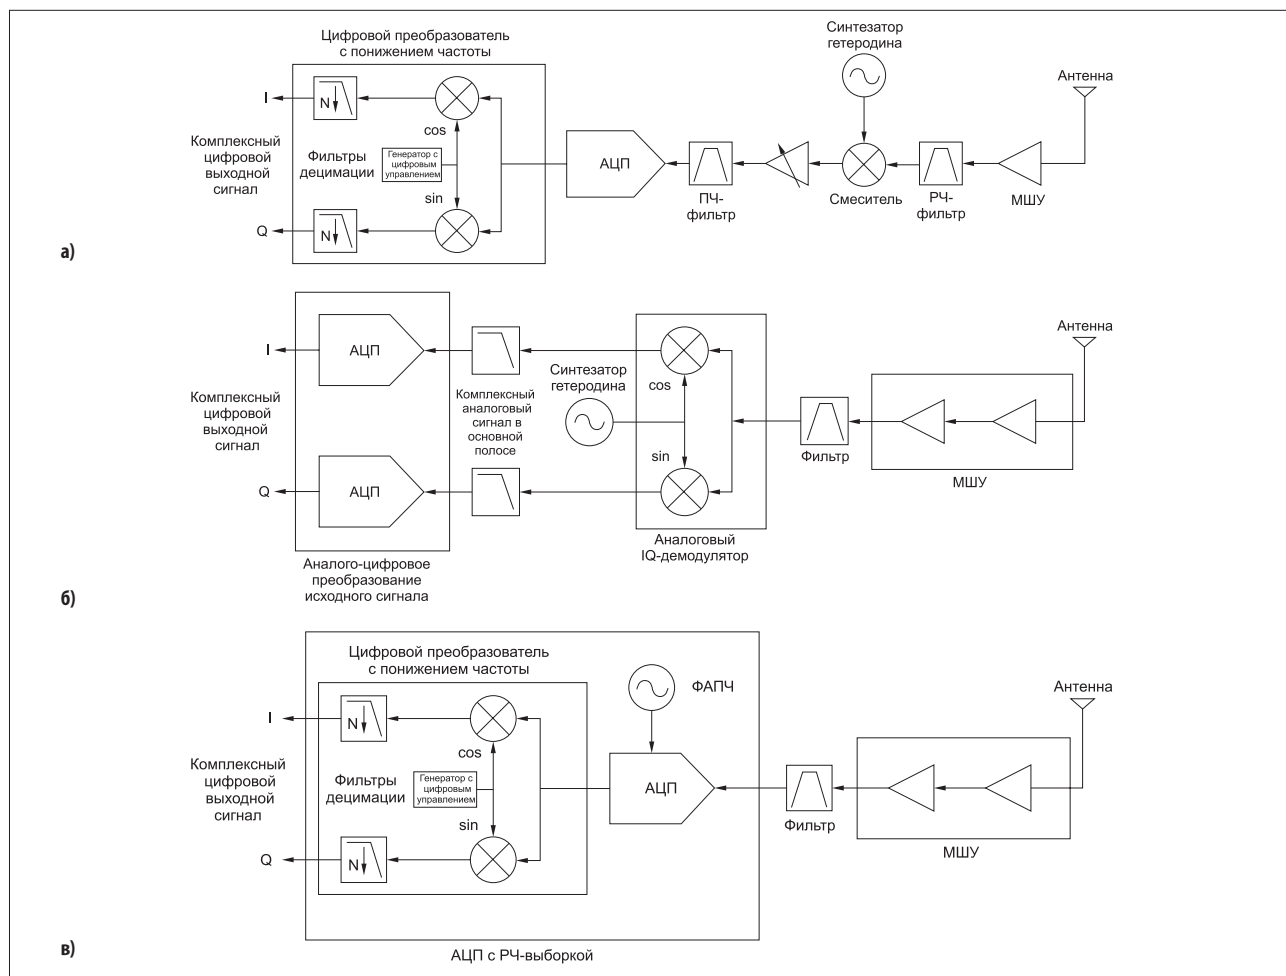 Цифровой преобразователь
с понижением частоты
Синтезатор
гетеродина
Антенна
I
N
cos
Комплексный
цифровой
выходной
сигнал
Фильтры
децимации
Генератор с
цифровым
управлением
АЦП
ПЧ-
фильтр
Смеситель
РЧ-
фильтр
МШУ
sin
Q
N
а)
Антенна
I
АЦП
Синтезатор
гетеродина
cos
Комплексный
цифровой
выходной
сигнал
Комплексный
аналоговый
сигнал в
основной
полосе
Фильтр
sin
МШУ
Q
АЦП
Аналоговый
IQ-демодулятор
Аналого-цифровое
преобразование
исходного сигнала
б)
Цифровой преобразователь
с понижением частоты
ФАПЧ
Антенна
I
N
cos
Комплексный
цифровой
выходной
сигнал
Фильтры
децимации
Генератор с
цифровым
управлением
АЦП
Фильтр
sin
МШУ
Q
N
АЦП с РЧ-выборкой
в)